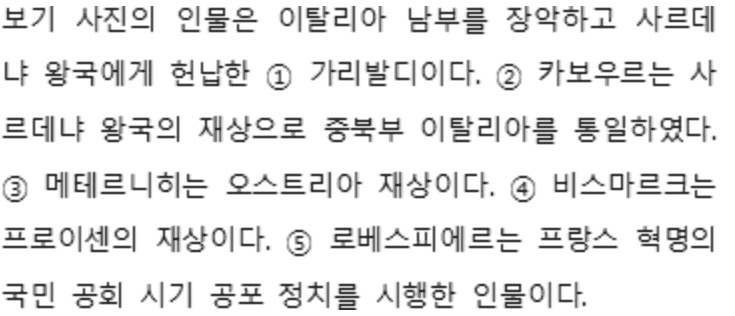 보기 사진의 인물은 이탈리아 남부를 장악하고 사르데
냐 왕국에게 헌납한 ① 가리발디이다. ② 카보우르는 사
르데냐 왕국의 재상으로 중북부 이탈리아를 통일하였다.
③ 메테르니히는 오스트리아 재상이다. ④ 비스마르크는
프로이센의 재상이다. ⑤ 로베스피에르는 프랑스 혁명의
국민 공회 시기 공포 정치를 시행한 인물이다.